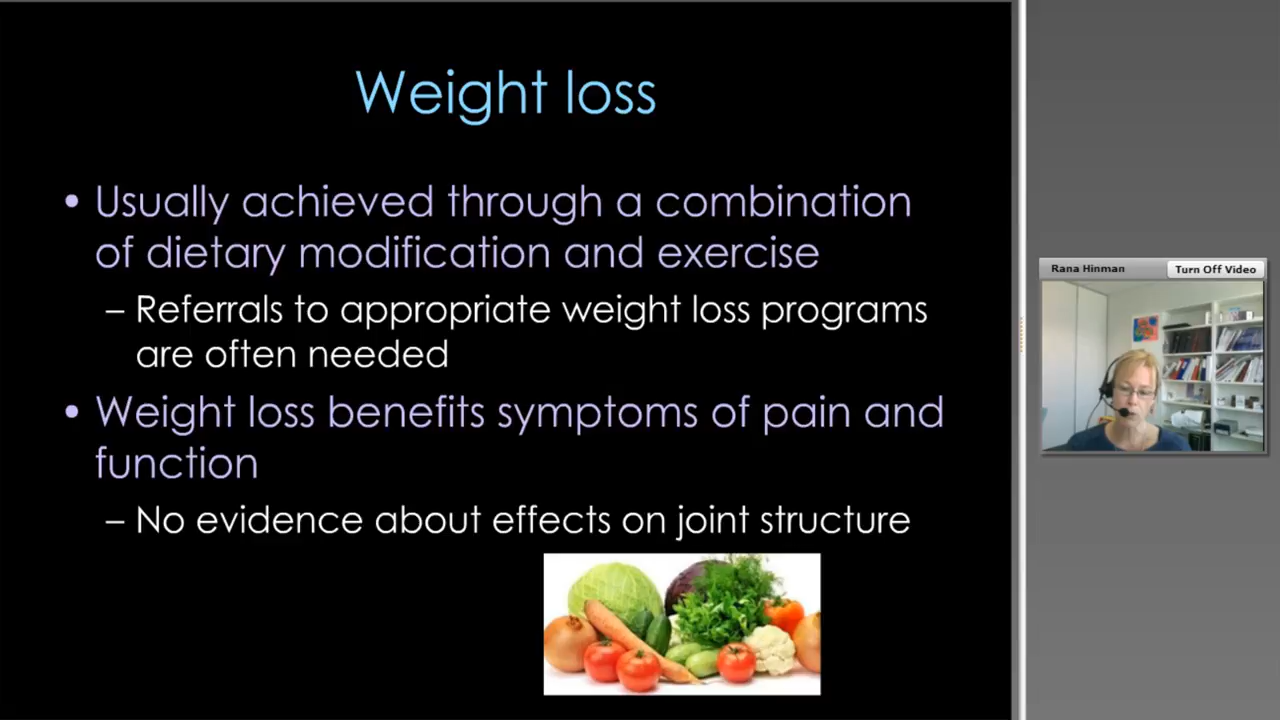 Weight loss
• Usually achieved through a combination
of dietary modification and exercise
– Referrals to appropriate weight loss programs
are often needed
• Weight loss benefits symptoms of pain and
function
– No evidence about effects on joint structure
Rana Hinman
Turn Off Video